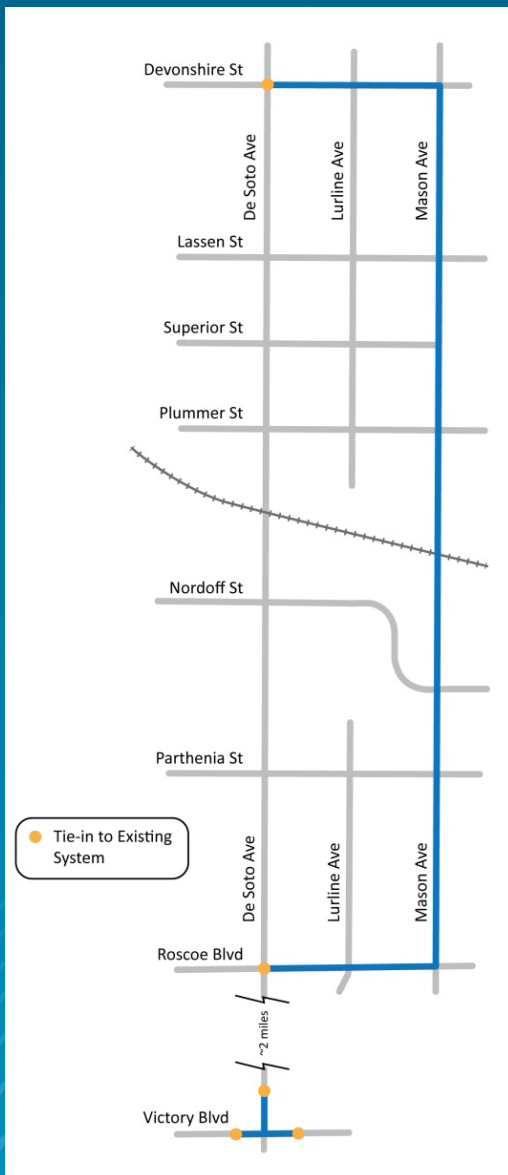 Devonshire St
De Soto Ave
Lurline Ave
Mason Ave
Lassen St
Superior St
Plummer St
Nordoff St
Parthenia St
Tie-in to Existing
System
De Soto Ave
Lurline Ave
Mason Ave
Roscoe Blvd
~2 miles
Victory Blvd